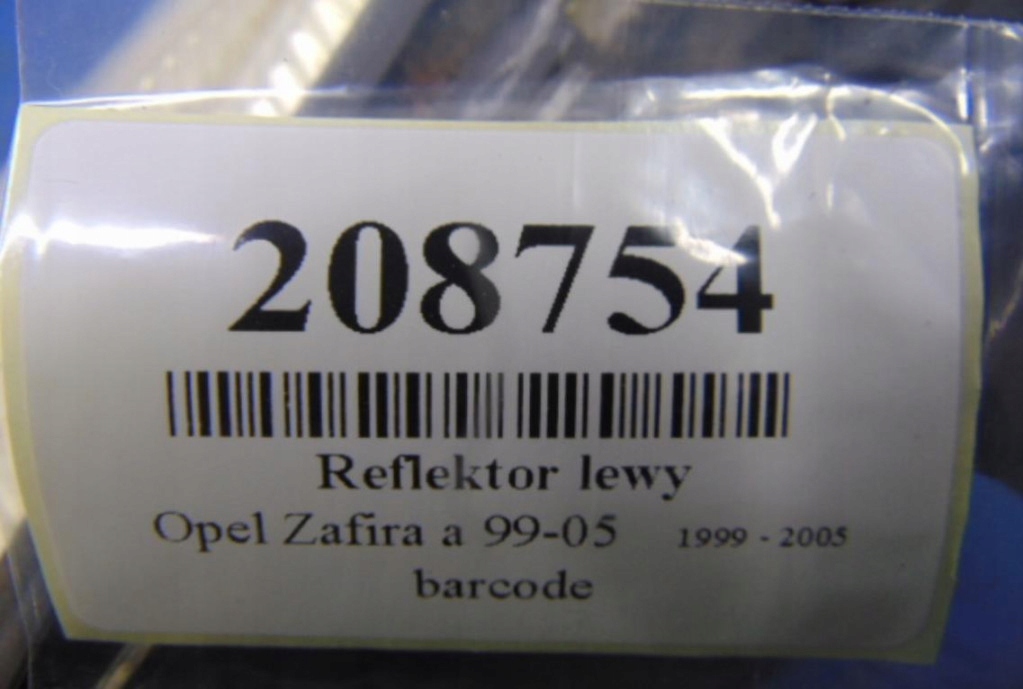 208754
Reflektor lewy
Opel Zafira a 99-05 1999 - 2005
barcode